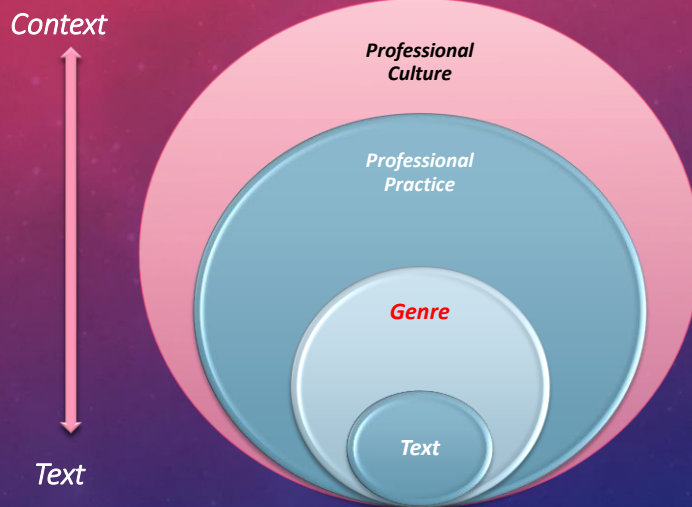 Context
Professional
Culture
Professional
Practice
Genre
Text
Text